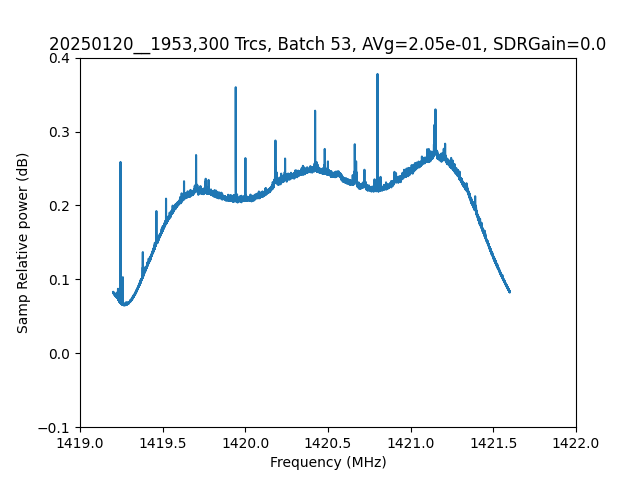 20250120__1953,300 Trcs, Batch 53, AVg=2.05e-01, SDRGain=0.0
0.4
0.3
0.2
0.1
0.0
−0.1
Samp Relative power (dB)
1419.0 1419.5 1420.0 1420.5 1421.0 1421.5 1422.0
Frequency (MHz)